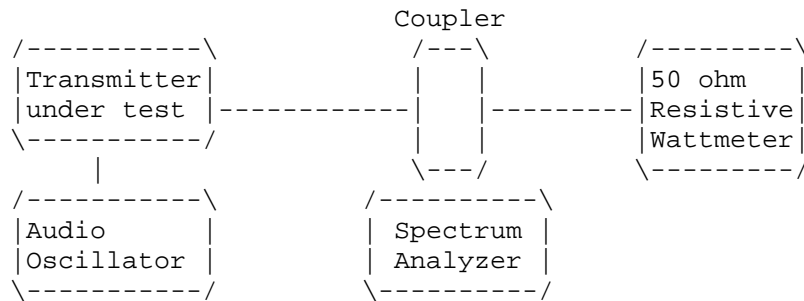 Coupler
Transmitter
under test
50 ohm
Resistive
Wattmeter
Audio
Oscillator
Spectrum
Analyzer